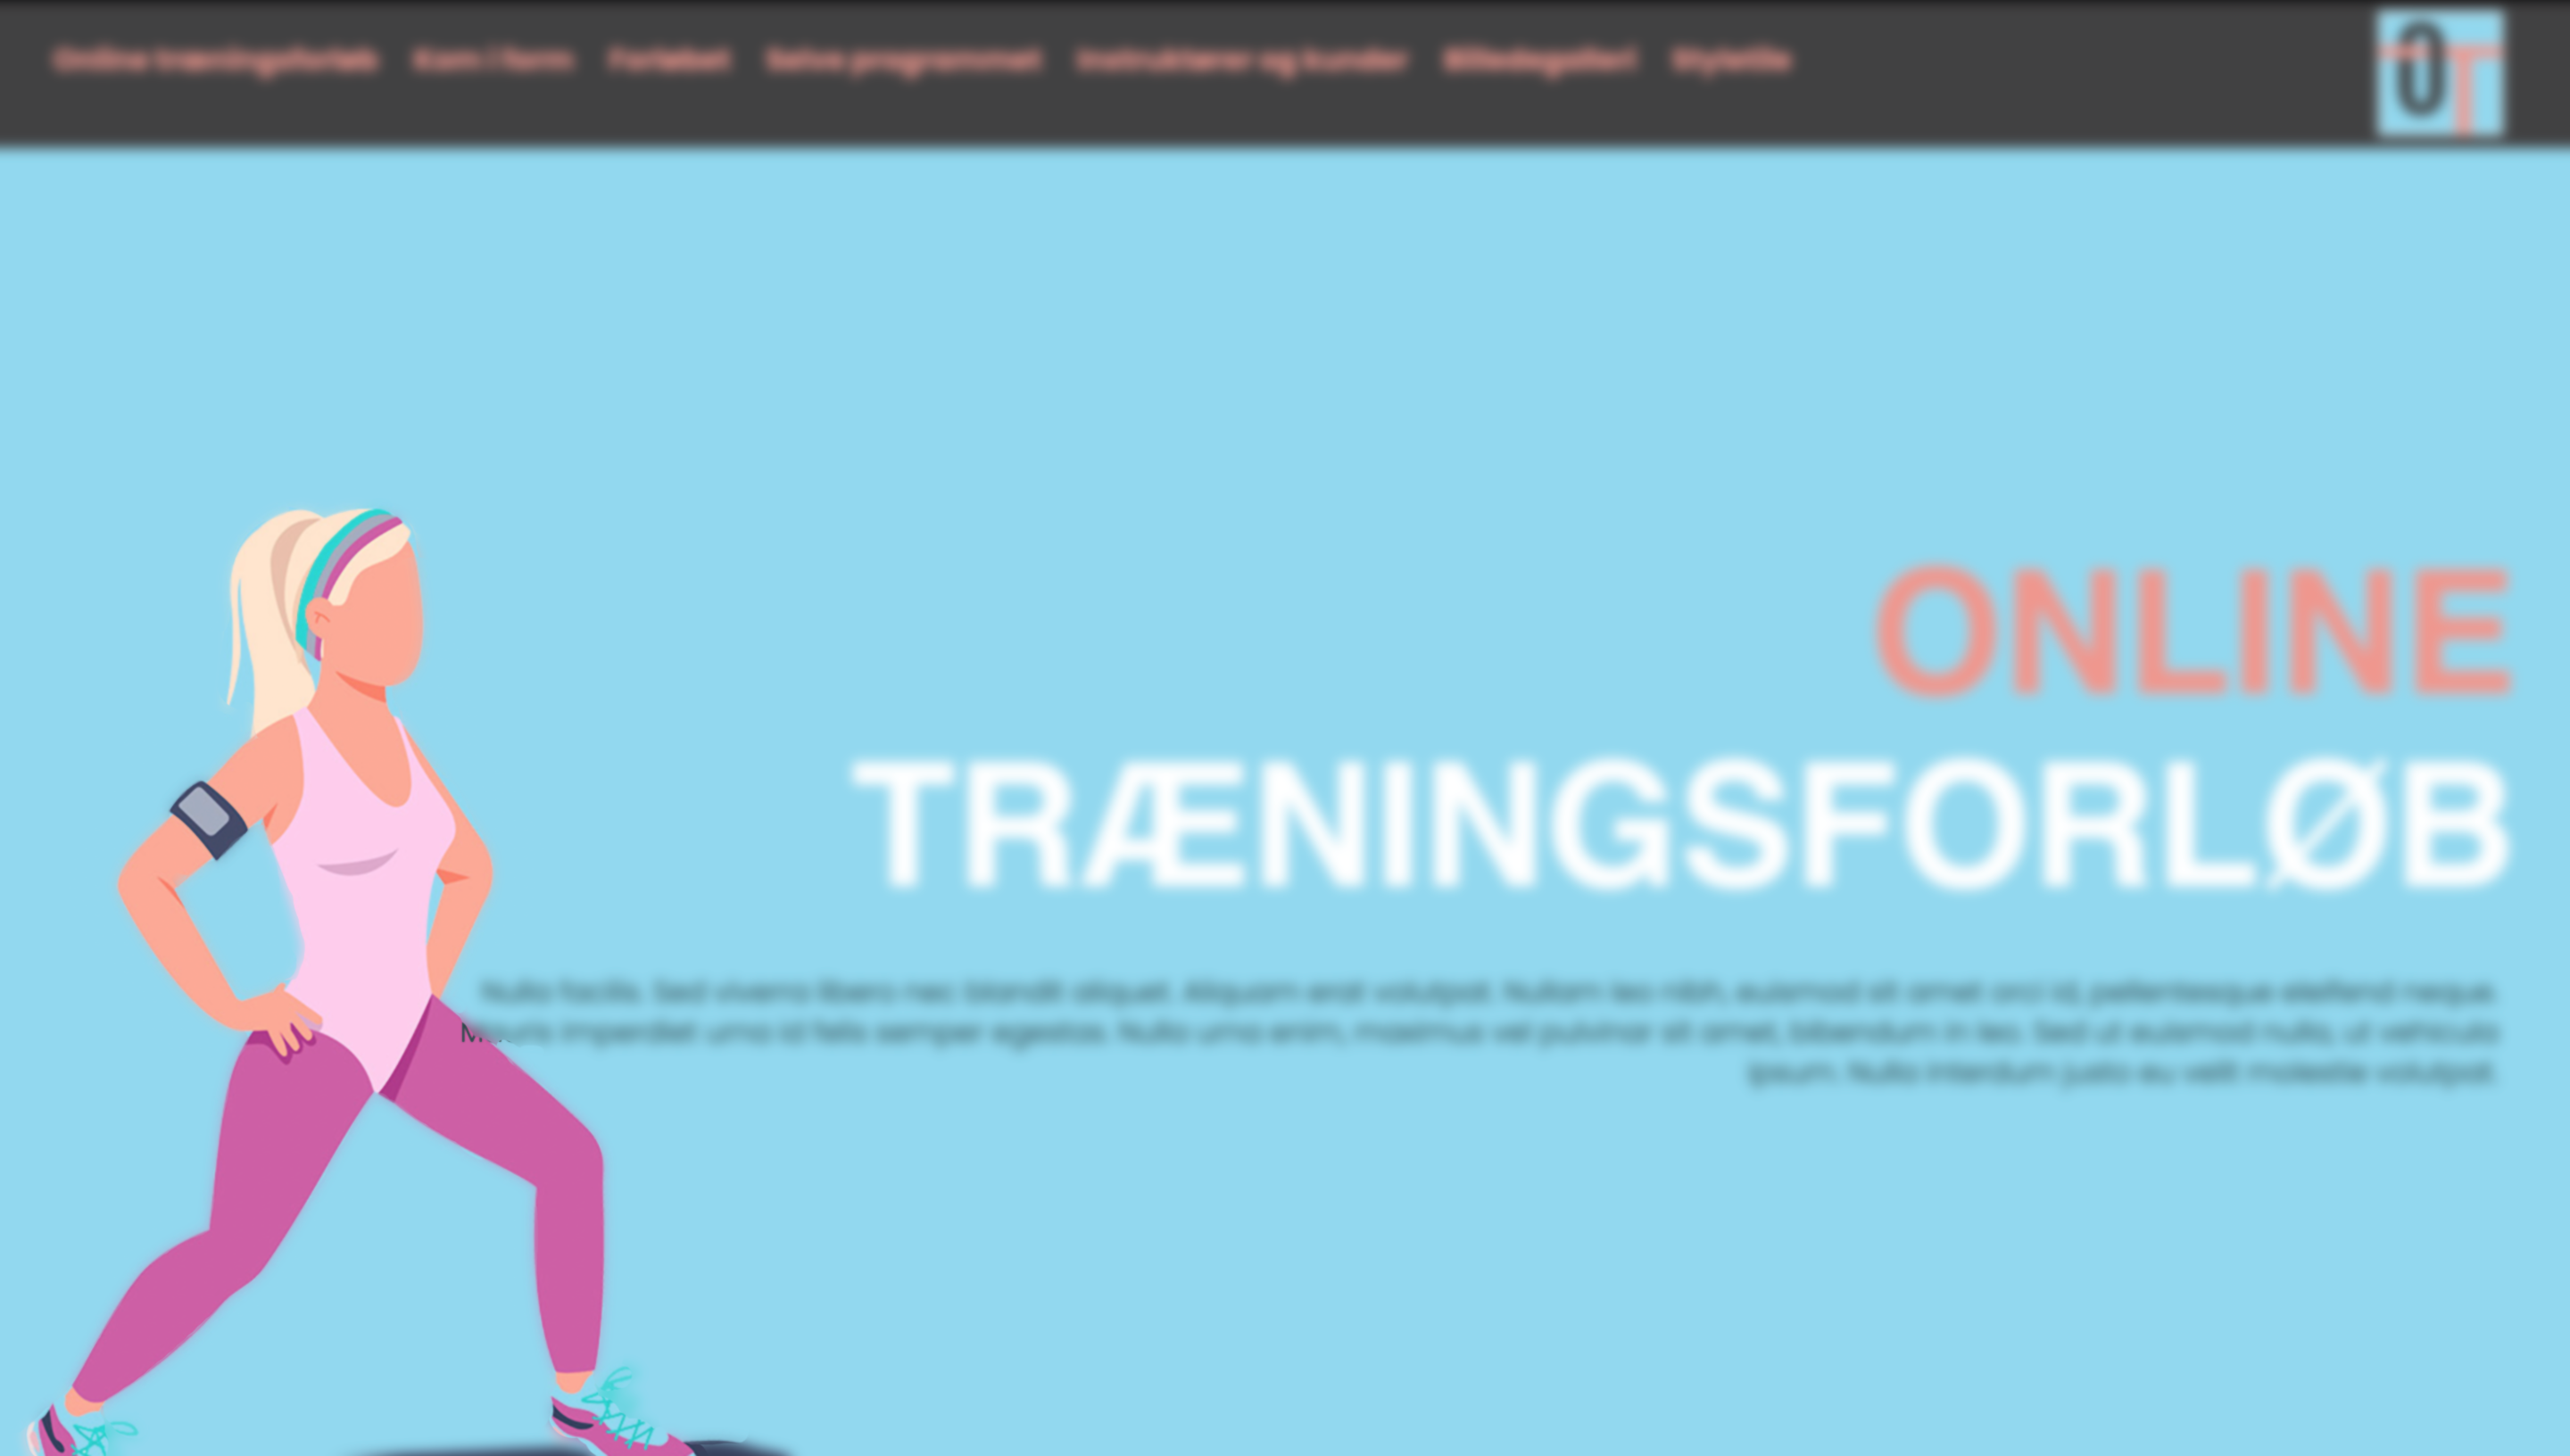 Online træningsforløb Kom i form Forløbet Selve programmet Instruktører og kunder Billedegalleri Styletile
OT
ONLINE
TRÆNINGSFORLØB
Nulla facilis. Sed viverra libero nec blandit aliquet. Aliquam erat volutpat. Nullam leo nibh, euismod sit amet orci id, pellentesque eleifend neque.
Mauris imperdiet urna id felis semper egestas. Nulla urna enim, maximus vel pulvinar sit amet, bibendum in leo. Sed ut euismod nulla, ut vehicula
ipsum. Nulla interdum justo eu velit molestie volutpat.